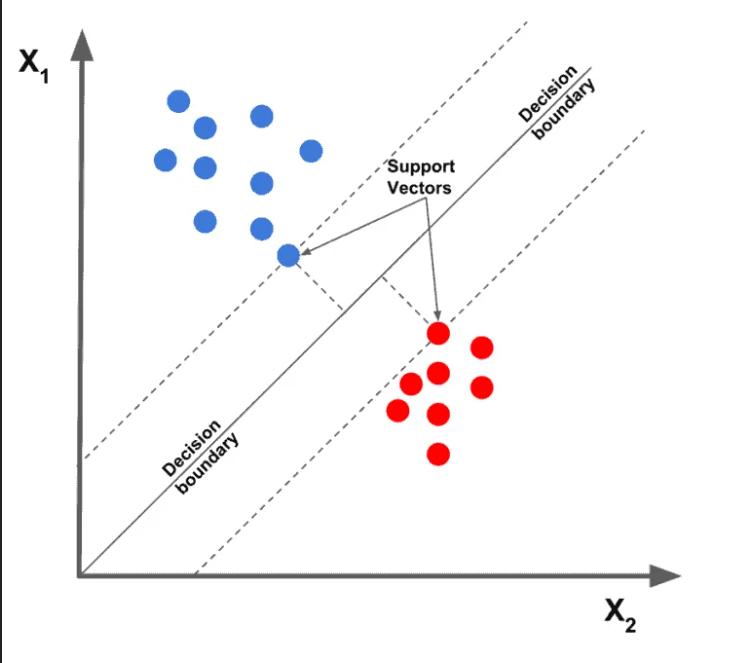 X₁
Decision
boundary
Support
Vectors
Decision
boundary
X₂